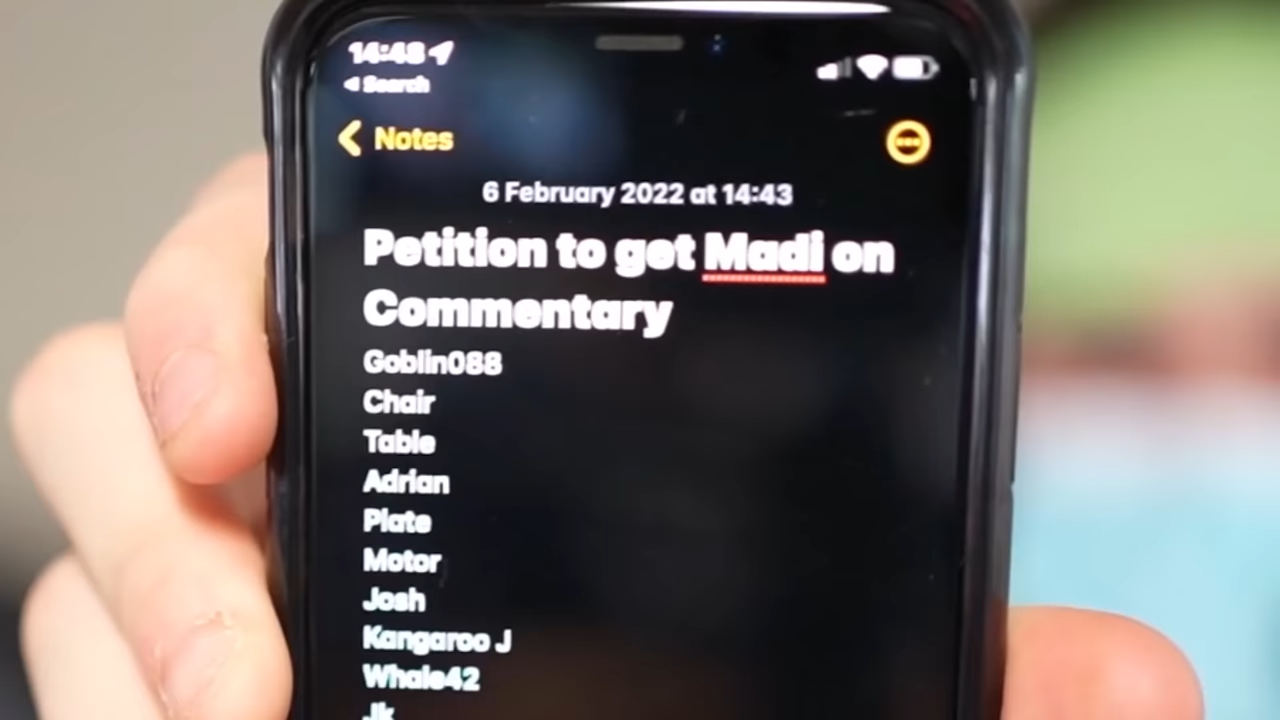 14:48
Search
Notes
6 February 2022 at 14:43
Petition to get Madi on
Commentary
Goblin088
Chair
Table
Adrian
Plate
Motor
Josh
Kangaroo J
Whale42
Jk